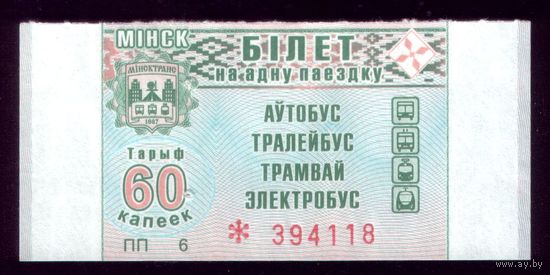 МІНСК
БІЛЕТ
на адну паездку
МІНСКТРАНС
1887
Тарыф
60
капеек
ПП 6
АЎТОБУС
ТРАЛЕЙБУС
ТРАМВАЙ
ЭЛЕКТРОБУС
* 394118
www.ay.by